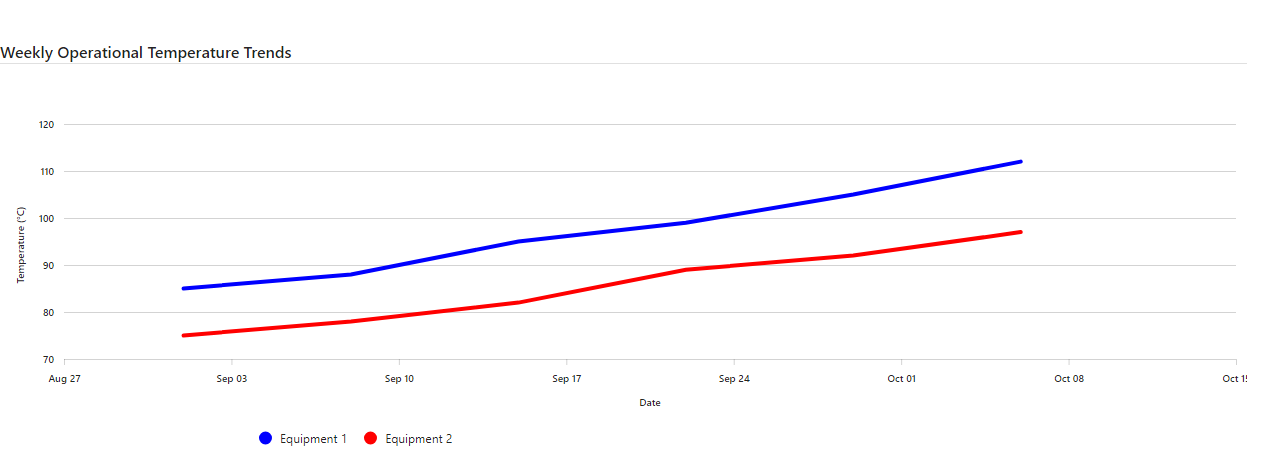 Weekly Operational Temperature Trends
120
110
100
90
80
70
Temperature (°C)
Aug 27 Sep 03 Sep 10 Sep 17 Sep 24 Oct 01 Oct 08 Oct
Date
Equipment 1 Equipment 2